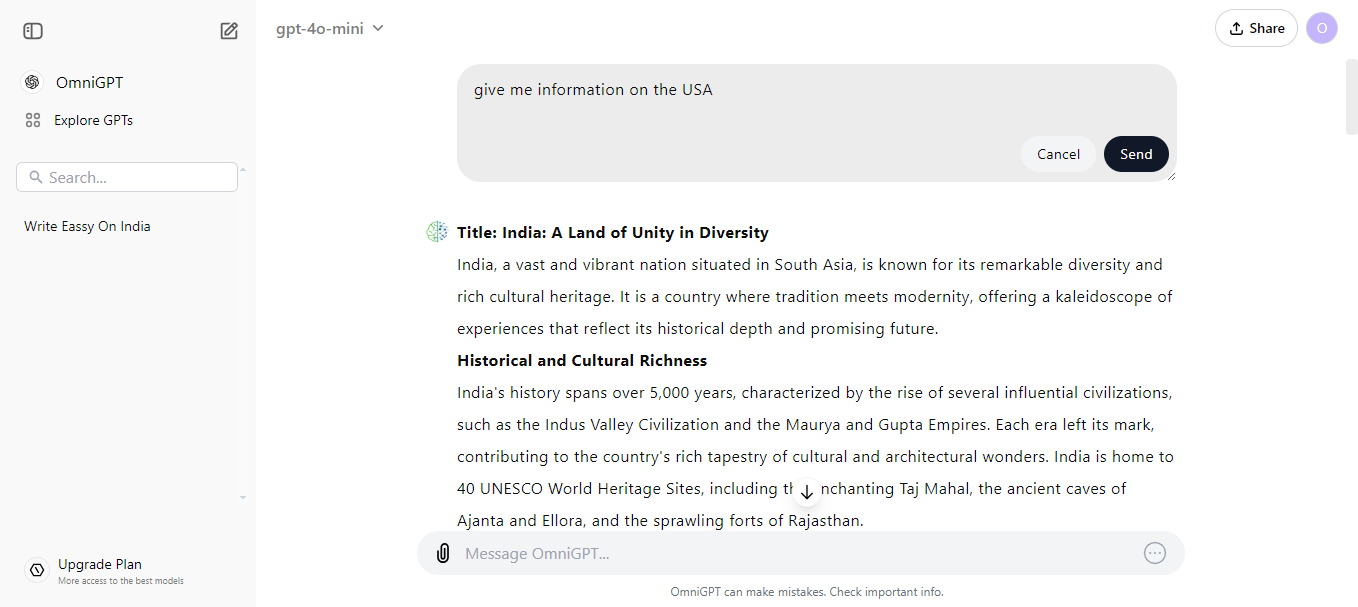 gpt-4o-mini
Share
O
OmniGPT
Explore GPTs
Search...
Write Eassy On India
Upgrade Plan
More access to the best models
give me information on the USA
Cancel
Send
Title: India: A Land of Unity in Diversity
India, a vast and vibrant nation situated in South Asia, is known for its remarkable diversity and
rich cultural heritage. It is a country where tradition meets modernity, offering a kaleidoscope of
experiences that reflect its historical depth and promising future.
Historical and Cultural Richness
India's history spans over 5,000 years, characterized by the rise of several influential civilizations,
such as the Indus Valley Civilization and the Maurya and Gupta Empires. Each era left its mark,
contributing to the country's rich tapestry of cultural and architectural wonders. India is home to
40 UNESCO World Heritage Sites, including th nchanting Taj Mahal, the ancient caves of
Ajanta and Ellora, and the sprawling forts of Rajasthan.
Message OmniGPT...
OmniGPT can make mistakes. Check important info.